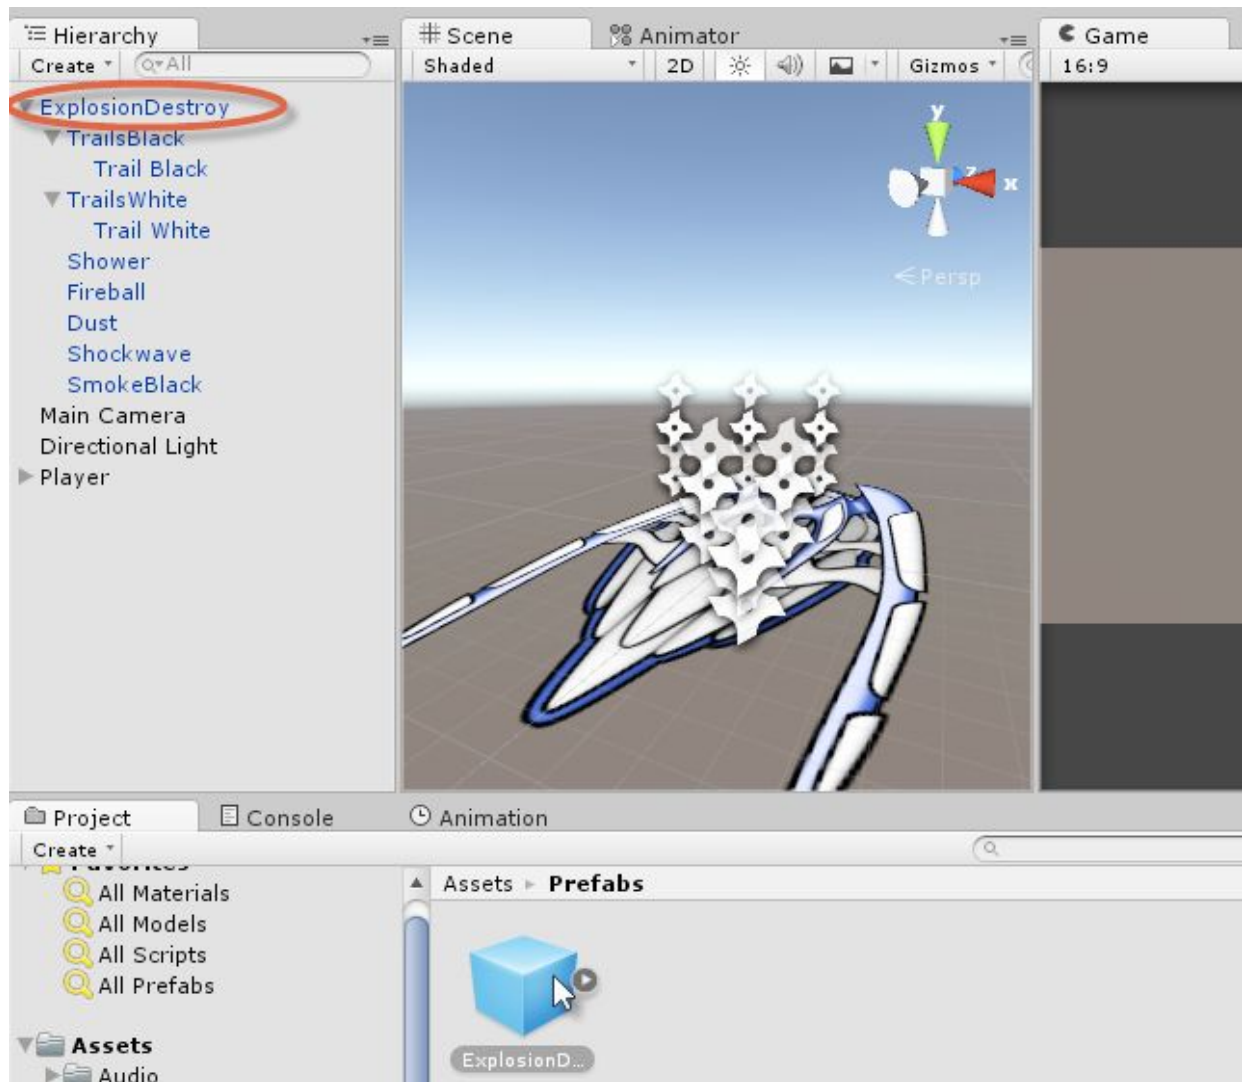 Hierarchy
Create
All
ExplosionDestroy
TrailsBlack
Trail Black
TrailsWhite
Trail White
Shower
Fireball
Dust
Shockwave
SmokeBlack
Main Camera
Directional Light
Player
Scene
Animator
Shaded
2D
Gizmos
y
z
x
Persp
Game
16:9
Project
Console
Animation
Create
Favorites
All Materials
All Models
All Scripts
All Prefabs
Assets
Audio
Assets Prefabs
ExplosionD...